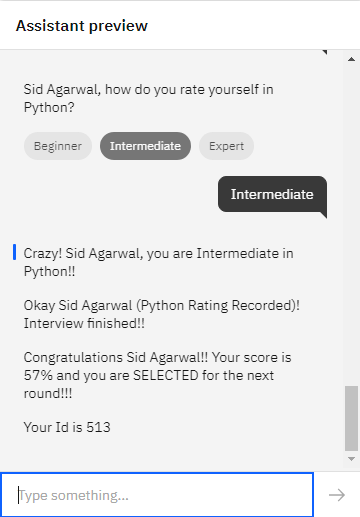 Assistant preview
Sid Agarwal, how do you rate yourself in
Python?
Beginner Intermediate Expert
Intermediate
Crazy! Sid Agarwal, you are Intermediate in
Python!!
Okay Sid Agarwal (Python Rating Recorded)!
Interview finished!!
Congratulations Sid Agarwal!! Your score is
57% and you are SELECTED for the next
round!!!
Your Id is 513
Type something...